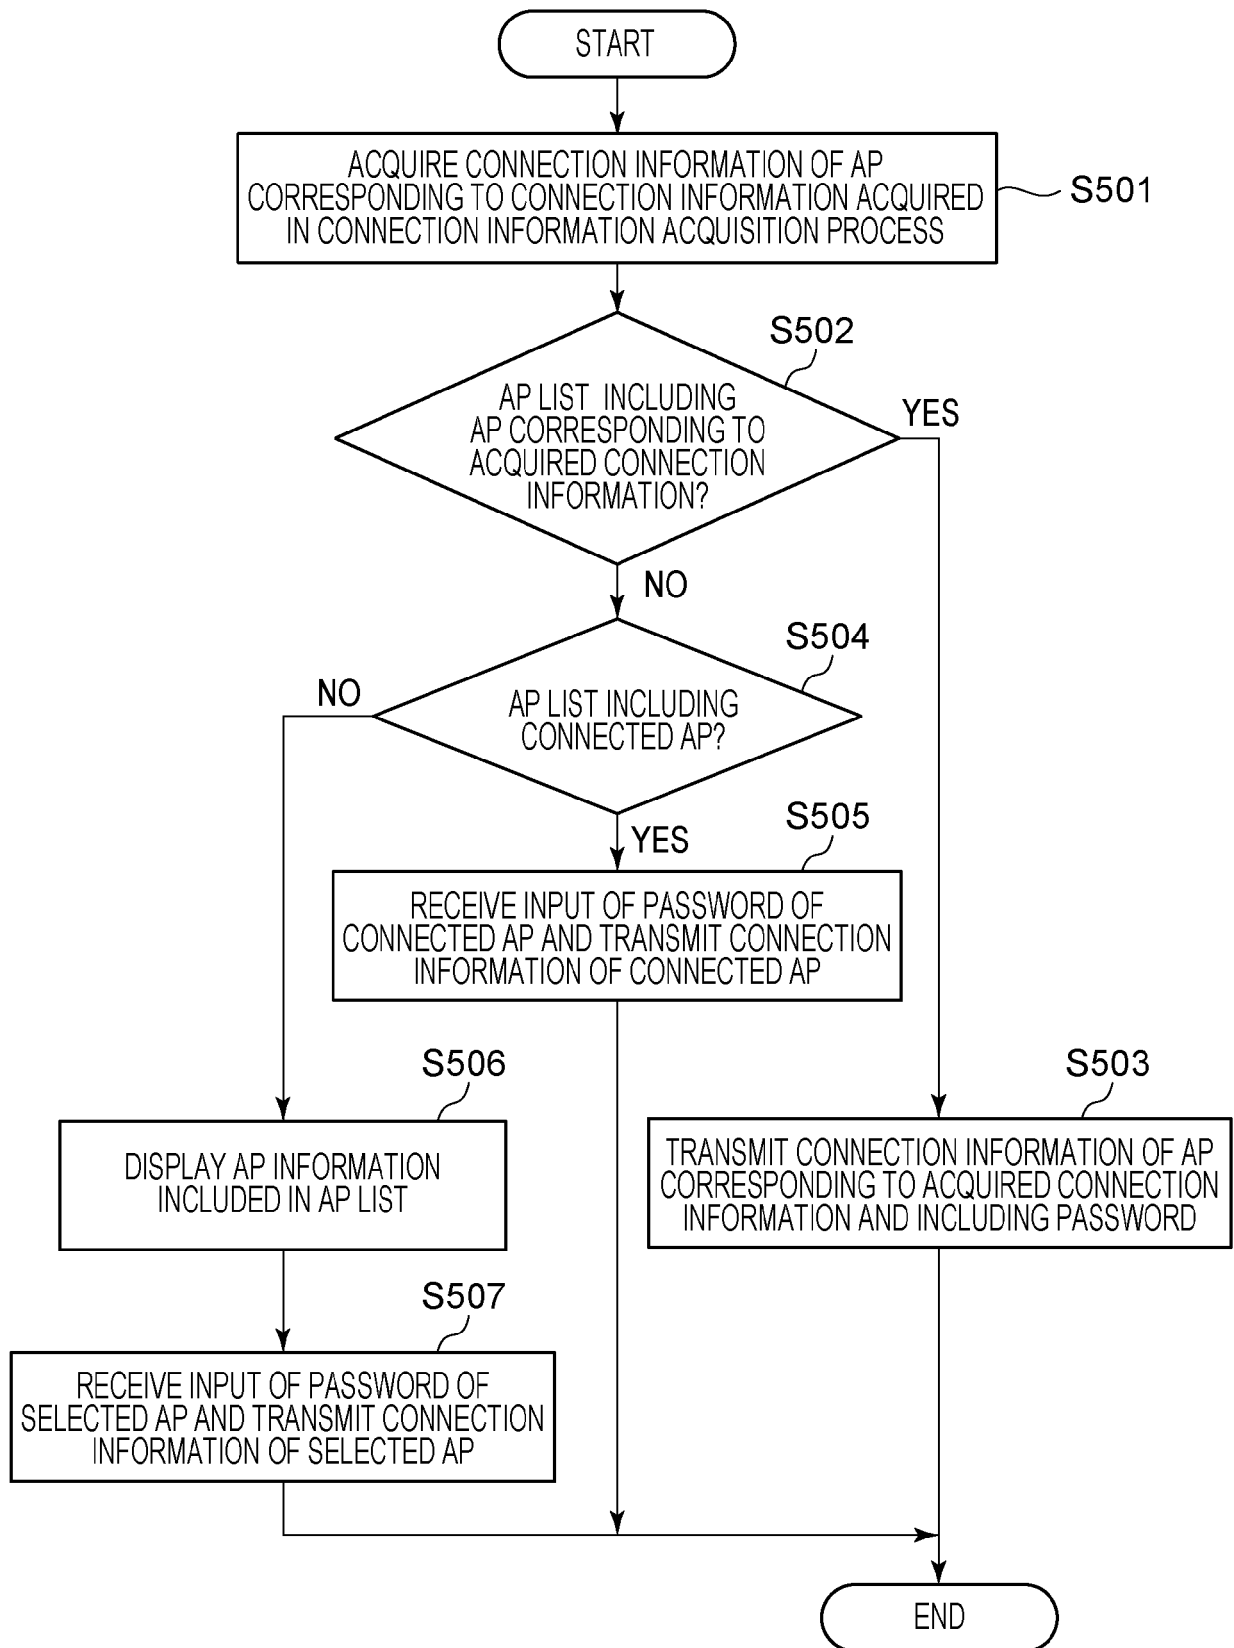 START
ACQUIRE CONNECTION INFORMATION OF AP
CORRESPONDING TO CONNECTION INFORMATION ACQUIRED
IN CONNECTION INFORMATION ACQUISITION PROCESS
S501
S502
AP LIST INCLUDING
AP CORRESPONDING TO
ACQUIRED CONNECTION
INFORMATION?
YES
NO
S504
NO
AP LIST INCLUDING
CONNECTED AP?
S505
YES
RECEIVE INPUT OF PASSWORD OF
CONNECTED AP AND TRANSMIT CONNECTION
INFORMATION OF CONNECTED AP
S506
S503
DISPLAY AP INFORMATION
INCLUDED IN AP LIST
TRANSMIT CONNECTION INFORMATION OF AP
CORRESPONDING TO ACQUIRED CONNECTION
INFORMATION AND INCLUDING PASSWORD
S507
RECEIVE INPUT OF PASSWORD OF
SELECTED AP AND TRANSMIT CONNECTION
INFORMATION OF SELECTED AP
END